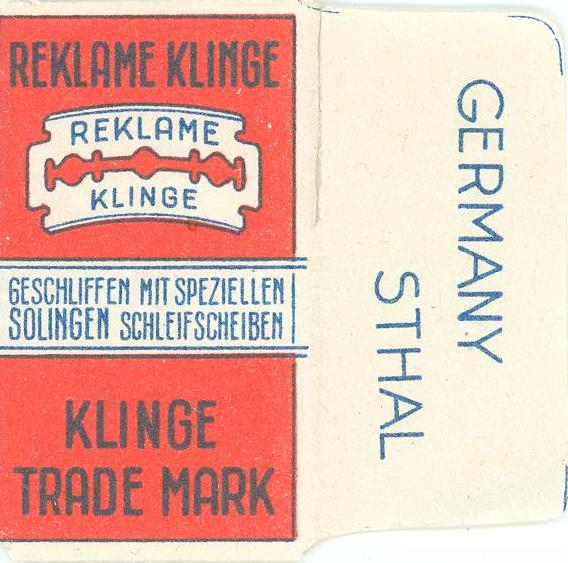 REKLAME KLINGE
REKLAME
KLINGE
GESCHLIFFEN MIT SPEZIELLEN
SOLINGEN SCHLEIFSCHEIBEN
KLINGE
TRADE MARK
GERMANY
STHAL